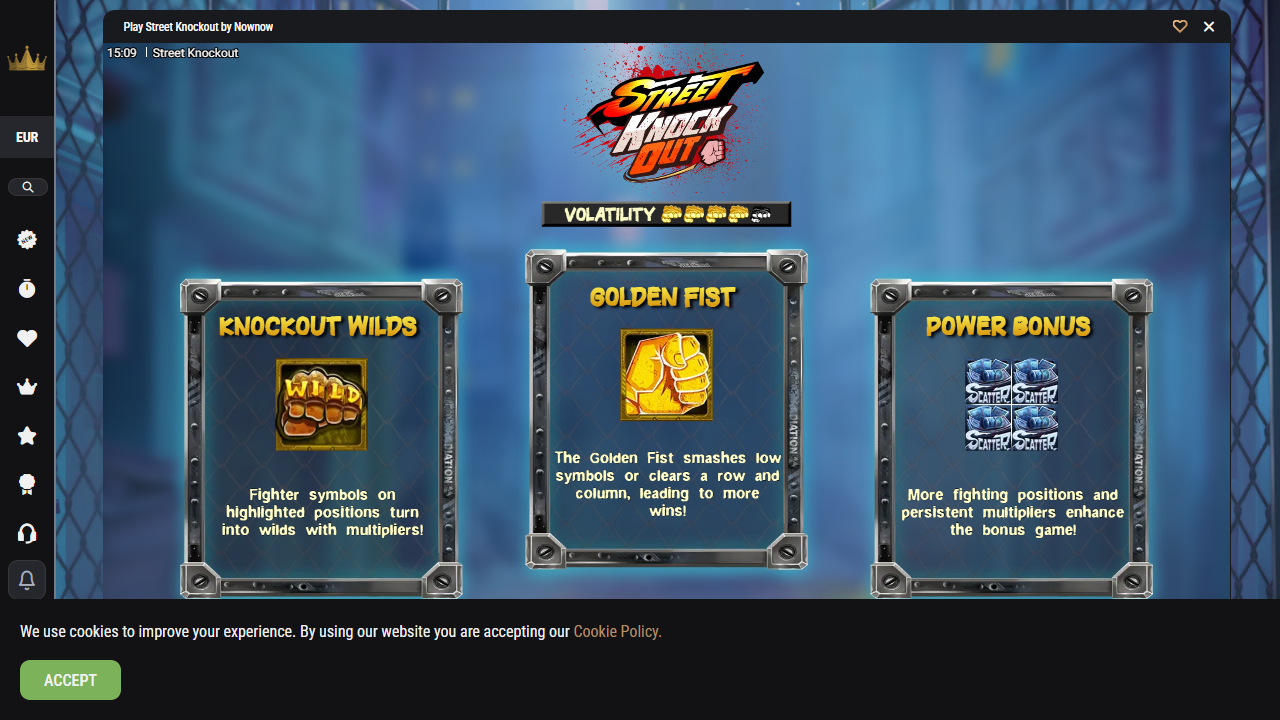 Play Street Knockout by Nownow
15:09 | Street Knockout
STREET
KNOCK
OUT
EUR
VOLATILITY
NEW
GOLDEN FIST
KNOCKOUT WILDS
POWER BONUS
WILD
SCATTER SCATTER
SCATTER SCATTER
The Golden Fist smashes low
symbols or clears a row and
column, leading to more
wins!
Fighter symbols on
highlighted positions turn
into wilds with multipliers!
More fighting positions and
persistent multipliers enhance
the bonus game!
We use cookies to improve your experience. By using our website you are accepting our Cookie Policy.
ACCEPT